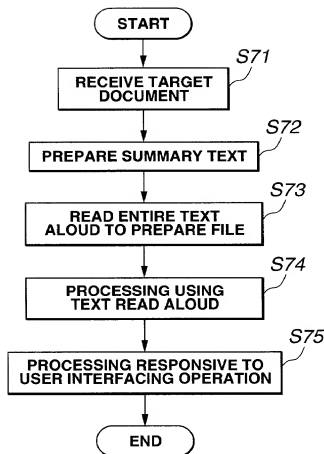 START
S71
RECEIVE TARGET
DOCUMENT
S72
PREPARE SUMMARY TEXT
S73
READ ENTIRE TEXT
ALOUD TO PREPARE FILE
S74
PROCESSING USING
TEXT READ ALOUD
S75
PROCESSING RESPONSIVE TO
USER INTERFACING OPERATION
END